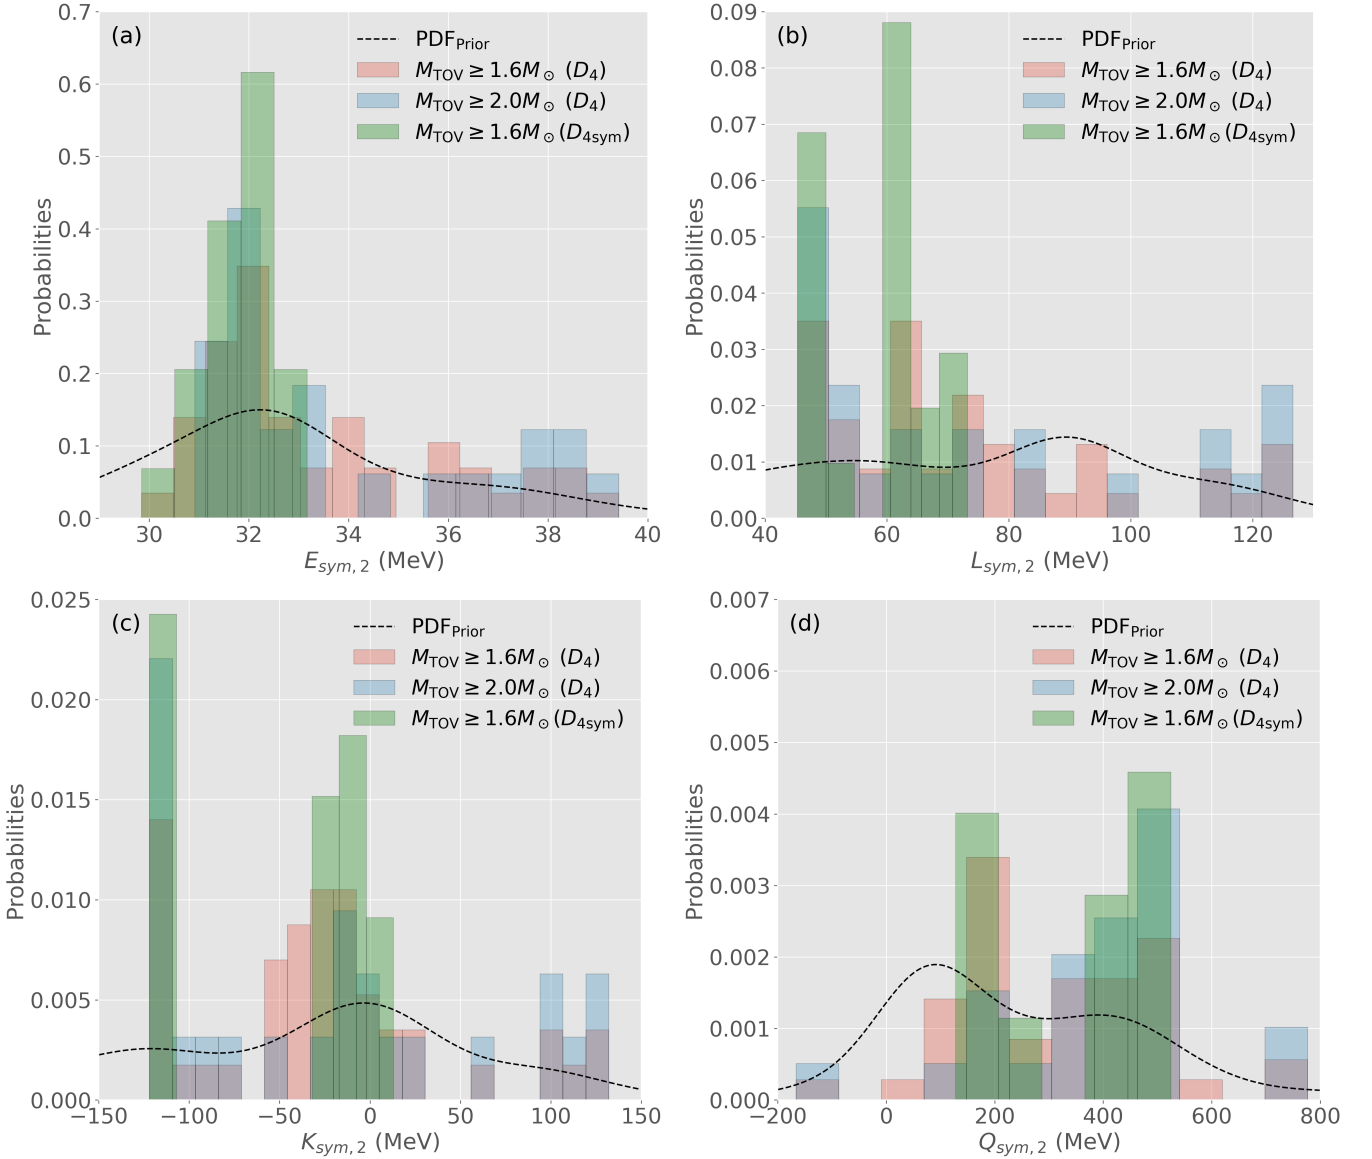 (a)
PDF_Prior
M_TOV ≥ 1.6M_⊙ (D_4)
M_TOV ≥ 2.0M_⊙ (D_4)
M_TOV ≥ 1.6M_⊙ (D_4sym)
Probabilities
0.7
0.6
0.5
0.4
0.3
0.2
0.1
0.0
30 32 34 36 38 40
E_sym, 2 (MeV)
(b)
PDF_Prior
M_TOV ≥ 1.6M_⊙ (D_4)
M_TOV ≥ 2.0M_⊙ (D_4)
M_TOV ≥ 1.6M_⊙ (D_4sym)
Probabilities
0.09
0.08
0.07
0.06
0.05
0.04
0.03
0.02
0.01
0.00
40 60 80 100 120
L_sym, 2 (MeV)
(c)
PDF_Prior
M_TOV ≥ 1.6M_⊙ (D_4)
M_TOV ≥ 2.0M_⊙ (D_4)
M_TOV ≥ 1.6M_⊙ (D_4sym)
Probabilities
0.025
0.020
0.015
0.010
0.005
0.000
−150 −100 −50 0 50 100 150
K_sym, 2 (MeV)
(d)
PDF_Prior
M_TOV ≥ 1.6M_⊙ (D_4)
M_TOV ≥ 2.0M_⊙ (D_4)
M_TOV ≥ 1.6M_⊙ (D_4sym)
Probabilities
0.007
0.006
0.005
0.004
0.003
0.002
0.001
0.000
−200 0 200 400 600 800
Q_sym, 2 (MeV)